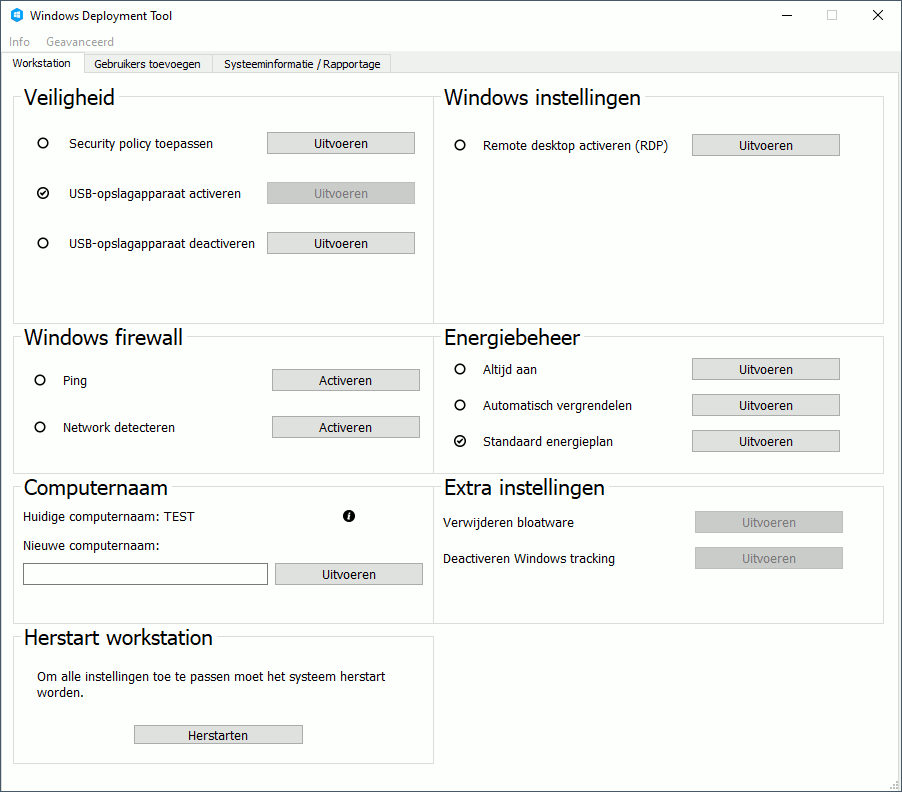 Windows Deployment Tool
Info Geavanceerd
Workstation Gebruikers toevoegen Systeeminformatie / Rapportage
Veiligheid
Security policy toepassen Uitvoeren
USB-opslagapparaat activeren Uitvoeren
USB-opslagapparaat deactiveren Uitvoeren
Windows instellingen
Remote desktop activeren (RDP) Uitvoeren
Windows firewall
Ping Activeren
Network detecteren Activeren
Energiebeheer
Altijd aan Uitvoeren
Automatisch vergrendelen Uitvoeren
Standaard energieplan Uitvoeren
Computernaam
Huidige computernaam: TEST
Nieuwe computernaam:
Uitvoeren
Extra instellingen
Verwijderen bloatware Uitvoeren
Deactiveren Windows tracking Uitvoeren
Herstart workstation
Om alle instellingen toe te passen moet het systeem herstart
worden.
Herstarten